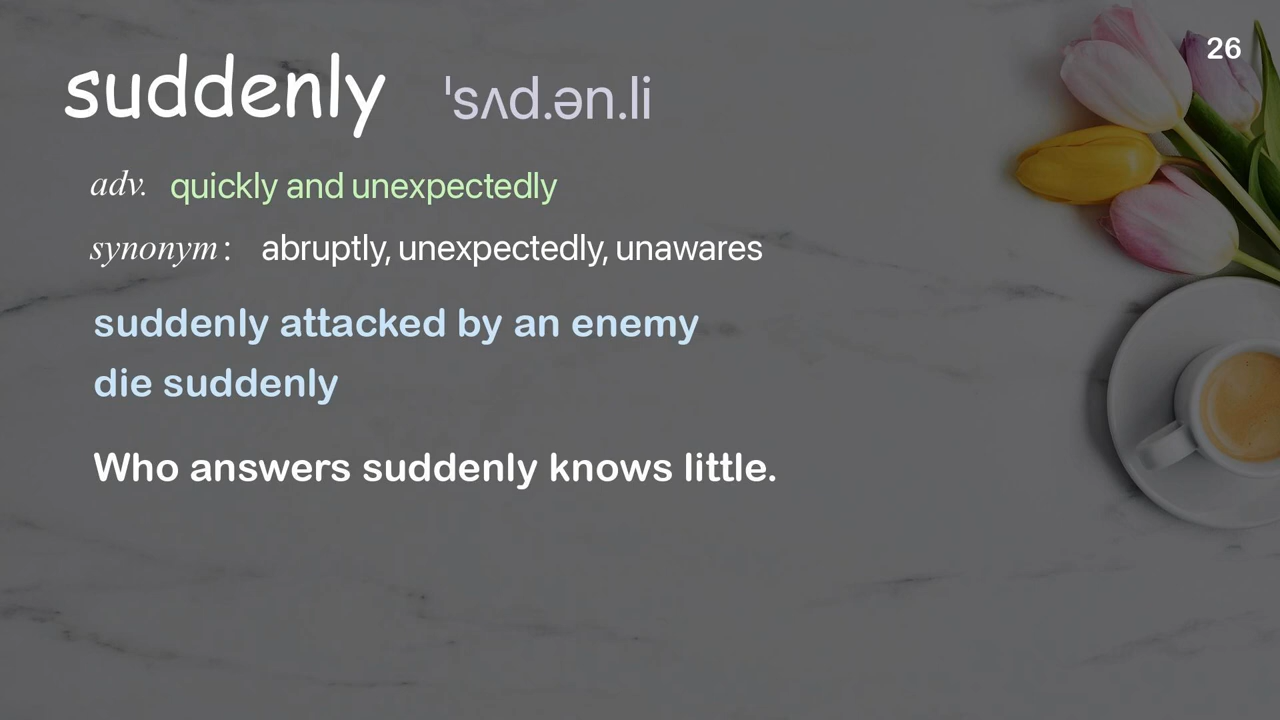 26
suddenly ˈsʌd.ən.li
adv. quickly and unexpectedly
synonym : abruptly, unexpectedly, unawares
suddenly attacked by an enemy
die suddenly
Who answers suddenly knows little.